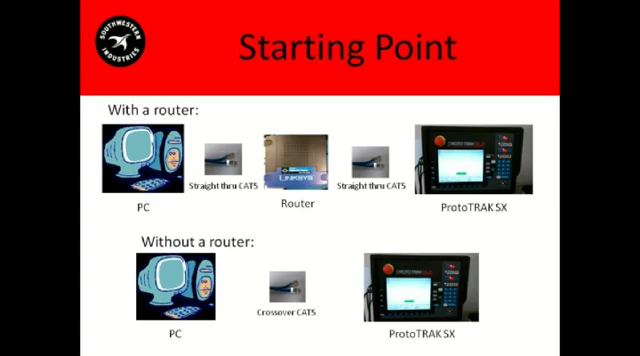 SOUTHWESTERN
INDUSTRIES
Starting Point
With a router:
Straight thru CAT5
LINKSYS
Straight thru CAT5
PC
Router
ProtoTRAK SX
Without a router:
Crossover CAT5
PC
ProtoTRAK SX